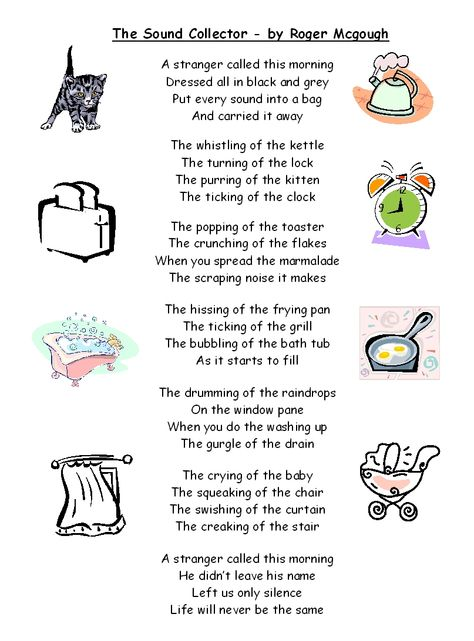 The Sound Collector - by Roger Mcgough
A stranger called this morning
Dressed all in black and grey
Put every sound into a bag
And carried it away
The whistling of the kettle
The turning of the lock
The purring of the kitten
The ticking of the clock
The popping of the toaster
The crunching of the flakes
When you spread the marmalade
The scraping noise it makes
The hissing of the frying pan
The ticking of the grill
The bubbling of the bath tub
As it starts to fill
The drumming of the raindrops
On the window pane
When you do the washing up
The gurgle of the drain
The crying of the baby
The squeaking of the chair
The swishing of the curtain
The creaking of the stair
A stranger called this morning
He didn't leave his name
Left us only silence
Life will never be the same